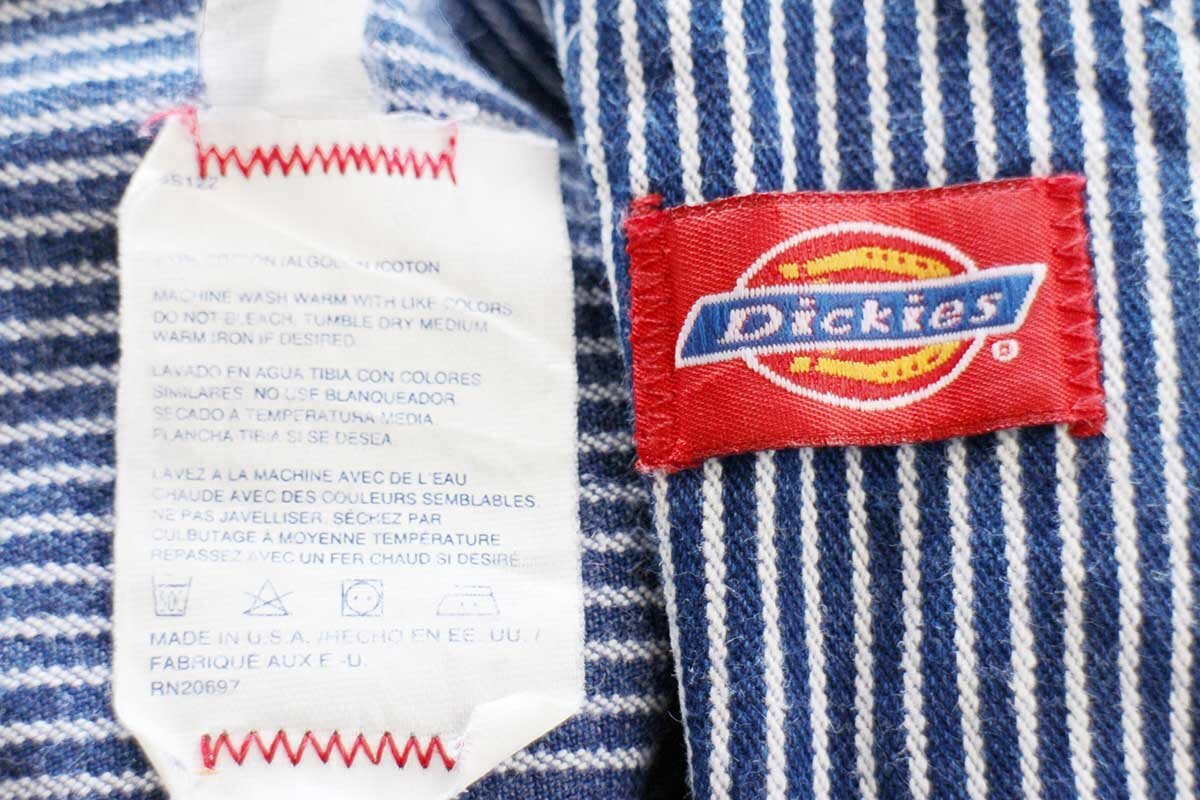 COTON
MACHINE WASH WARM WITH LIKE COLORS
DO NOT BLEACH, TUMBLE DRY MEDIUM
WARM IRON IF DESIRED.
LAVADO EN AGUA TIBIA CON COLORES
SIMILARES. NO USE BLANQUEADOR.
SECADO A TEMPERATURA MEDIA.
PLANCHA TIBIA SI SE DESEA.
LAVEZ A LA MACHINE AVEC DE L'EAU
CHAUDE AVEC DES COULEURS SEMBLABLES.
NE PAS JAVELLISER. SÉCHEZ PAR
CULBUTAGE À MOYENNE TEMPÉRATURE
REPASSEZ AVEC UN FER CHAUD SI DÉSIRÉ.
MADE IN U.S.A. /HECHO EN EE. UU. /
FABRIQUÉ AUX E.-U.
RN20697
Dickies
®